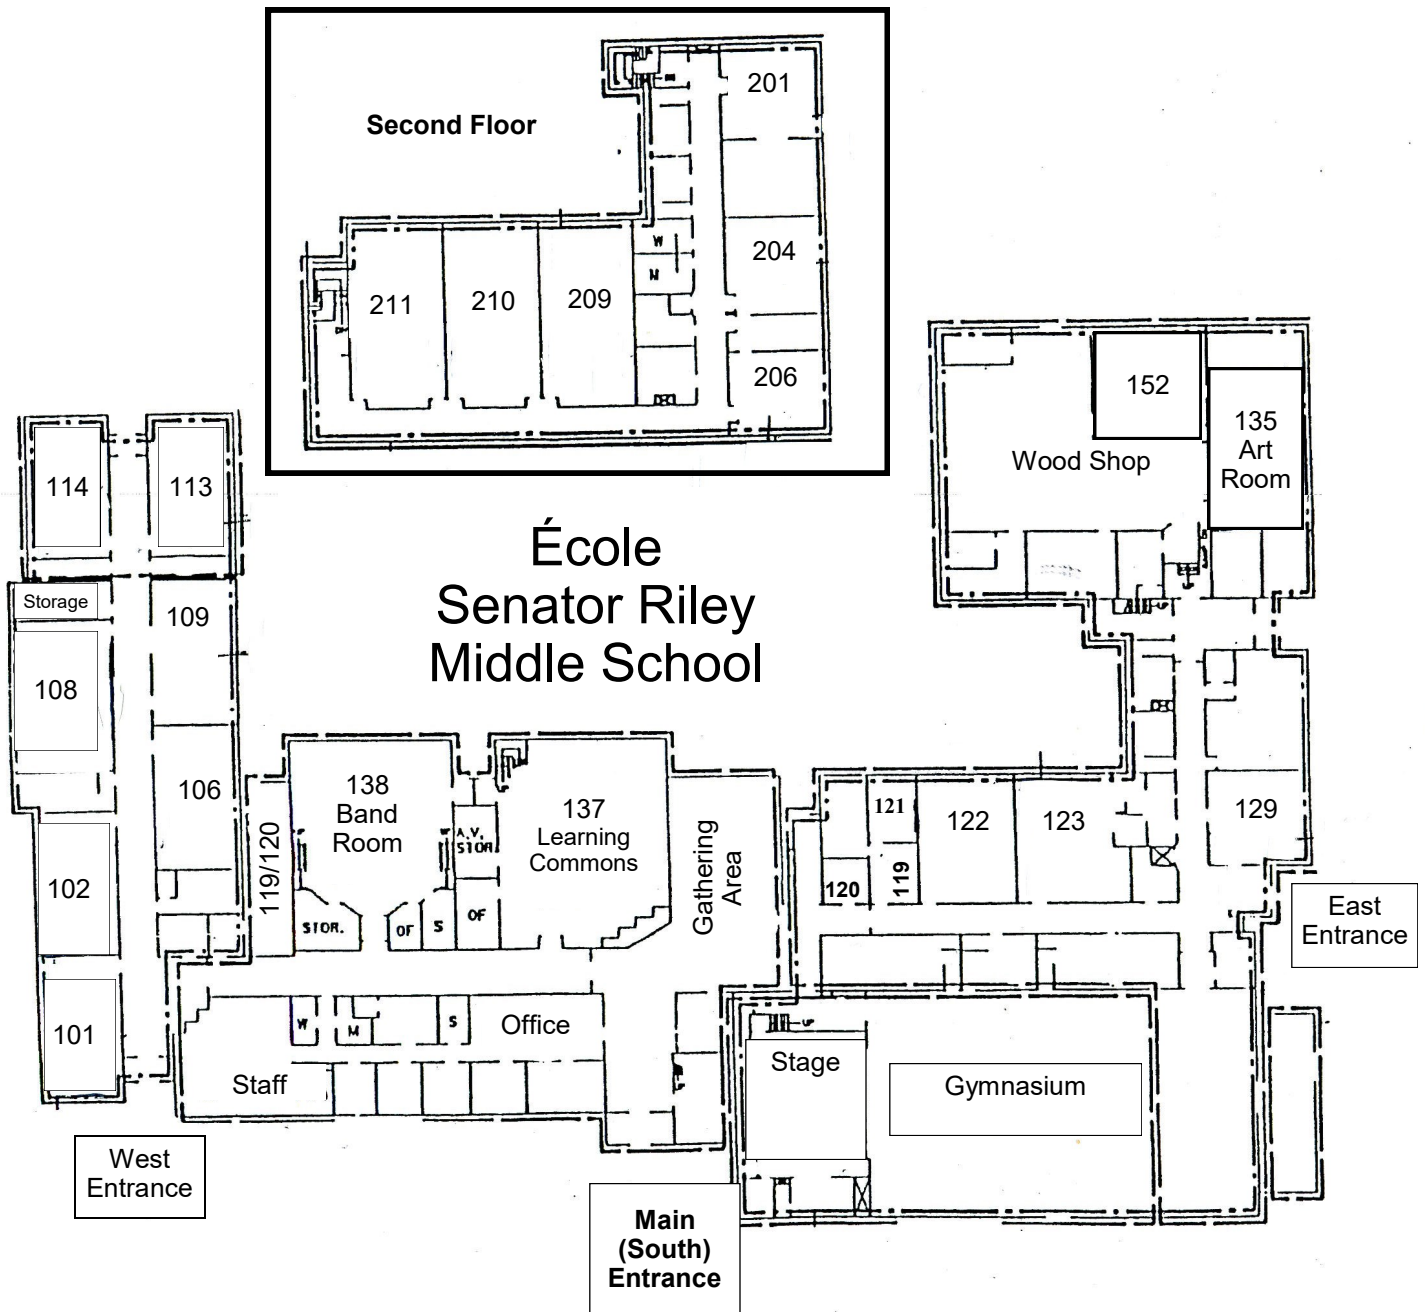 Second Floor
201
204
206
211
210
209
W
M
École
Senator Riley
Middle School
114
113
Storage
109
108
106
102
101
119/120
138
Band
Room
A.V.
STOR
STOR.
OF
S
OF
137
Learning
Commons
Gathering
Area
121
122
123
120
119
129
152
135
Art
Room
Wood Shop
UP
East
Entrance
W
M
S
Office
Staff
UP
Stage
Gymnasium
West
Entrance
Main
(South)
Entrance